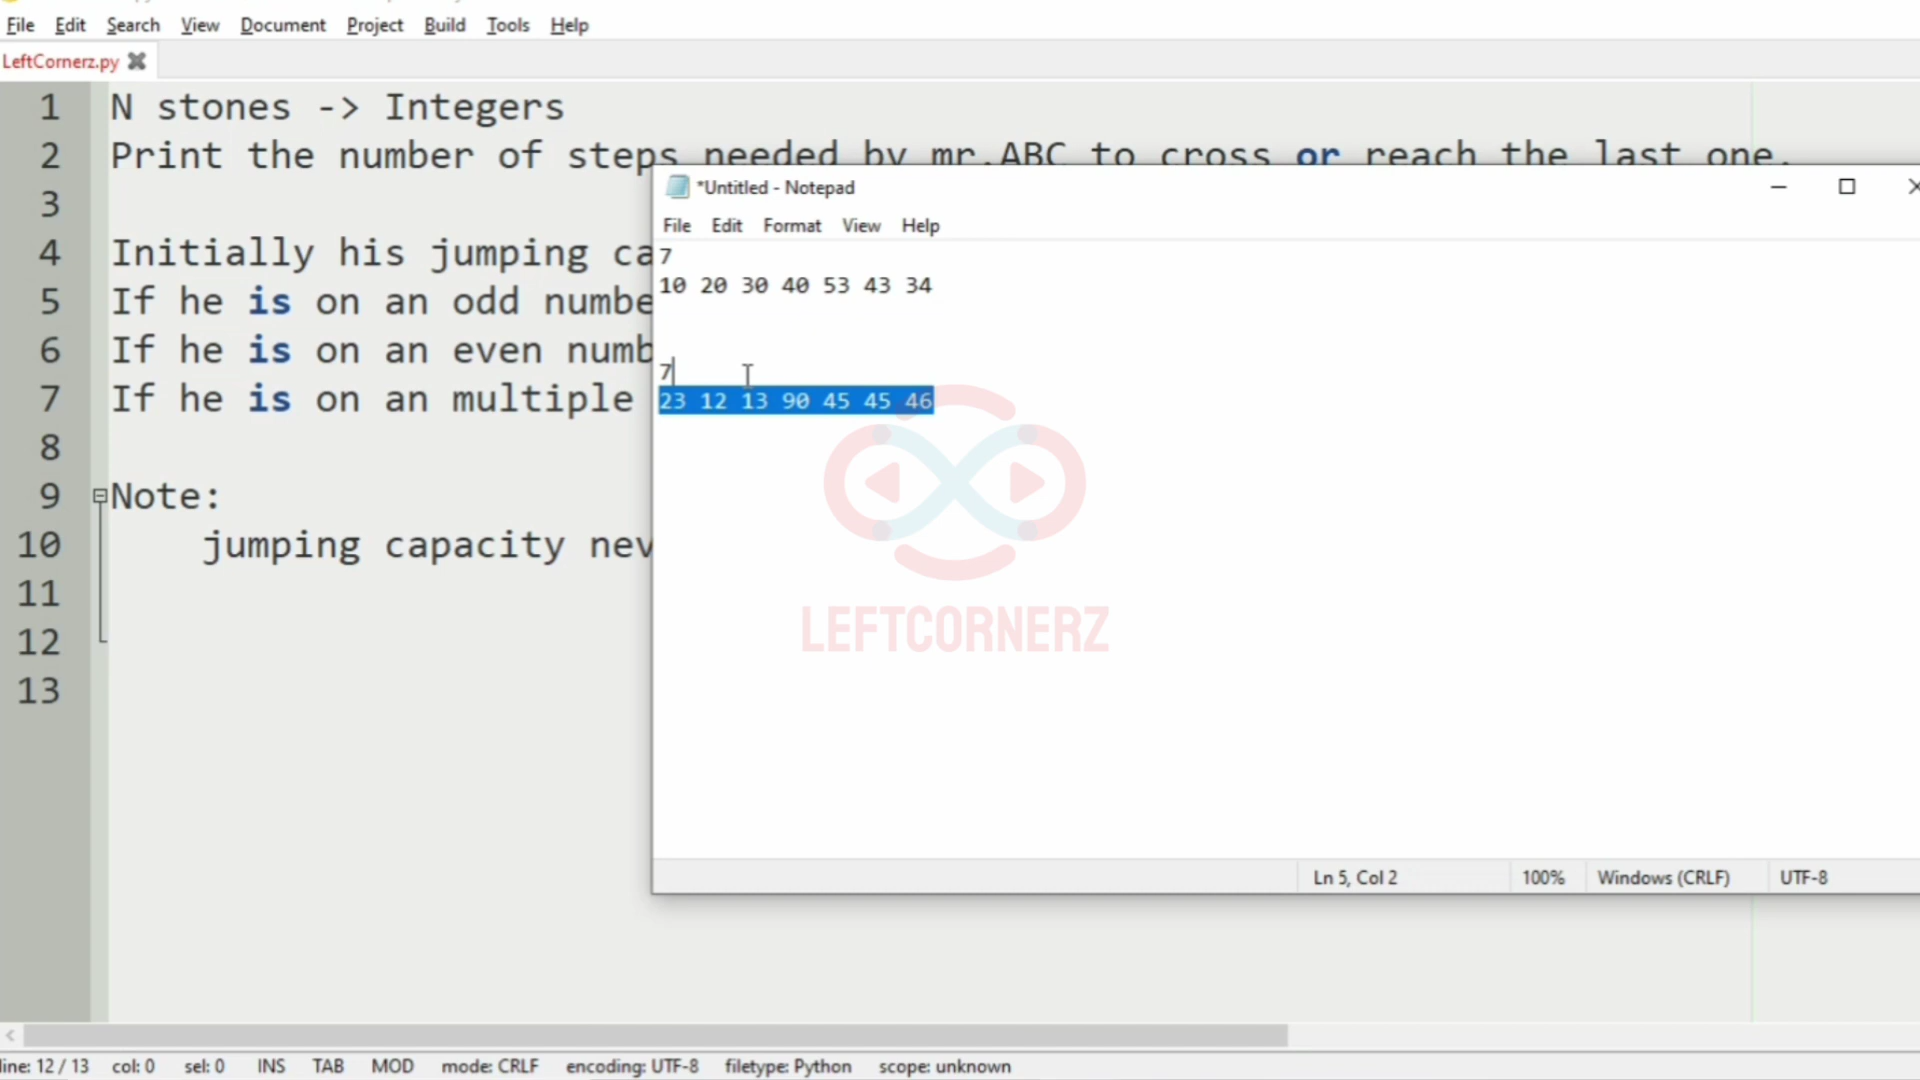 File Edit Search View Document Project Build Tools Help
LeftCornerz.py
1 N stones -> Integers
2 Print the number of steps needed by mr.ABC to cross or reach the last one.
3
4 Initially his jumping ca
5 If he is on an odd numbe
6 If he is on an even numb
7 If he is on an multiple
8
9 Note:
10 jumping capacity nev
11
12
13
*Untitled - Notepad
File Edit Format View Help
7
10 20 30 40 53 43 34
7
23 12 13 90 45 45 46
LEFTCORNERZ
Ln 5, Col 2 100% Windows (CRLF) UTF-8
line: 12 / 13 col: 0 sel: 0 INS TAB MOD mode: CRLF encoding: UTF-8 filetype: Python scope: unknown